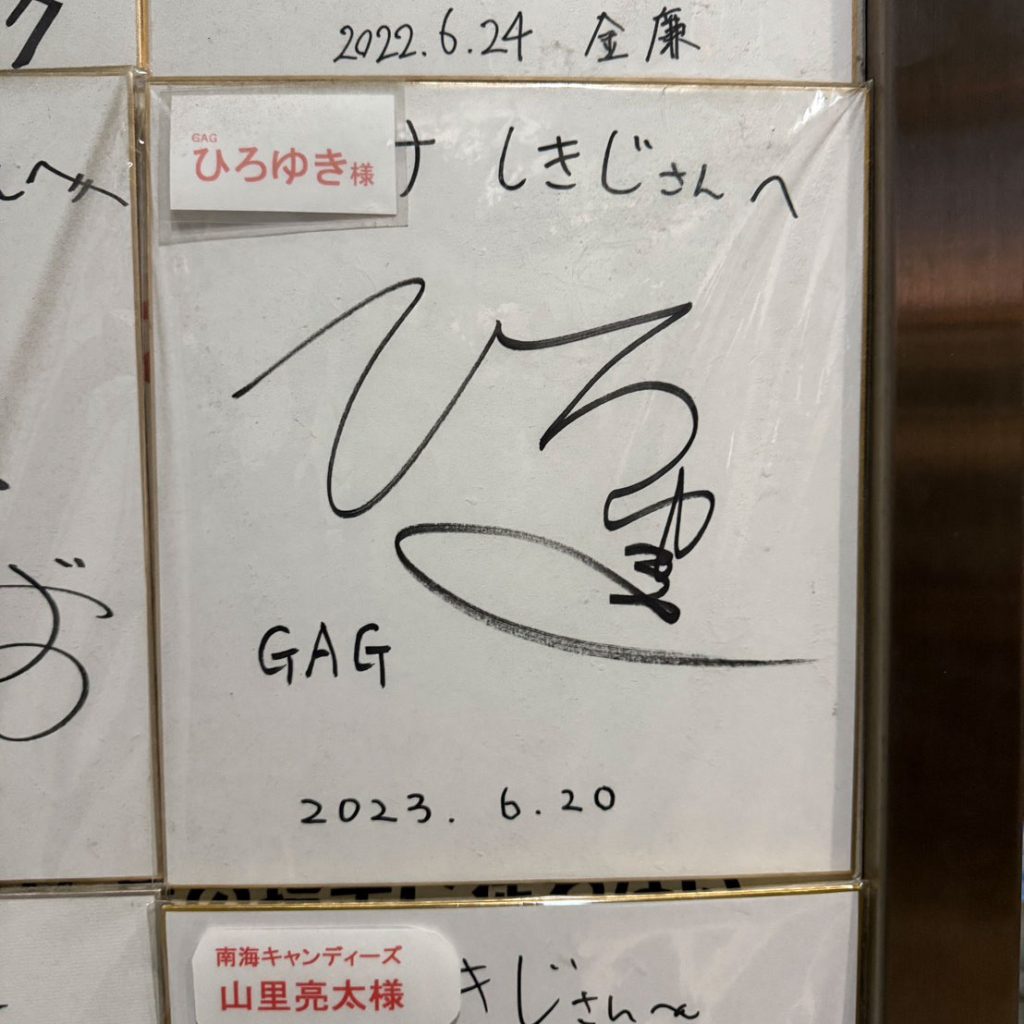 2022.6.24 金廉
GAG
ひろゆき様
ナ しきじさんへ
ひろゆき
GAG
2023. 6.20
南海キャンディーズ
山里亮太様
きじさんへ